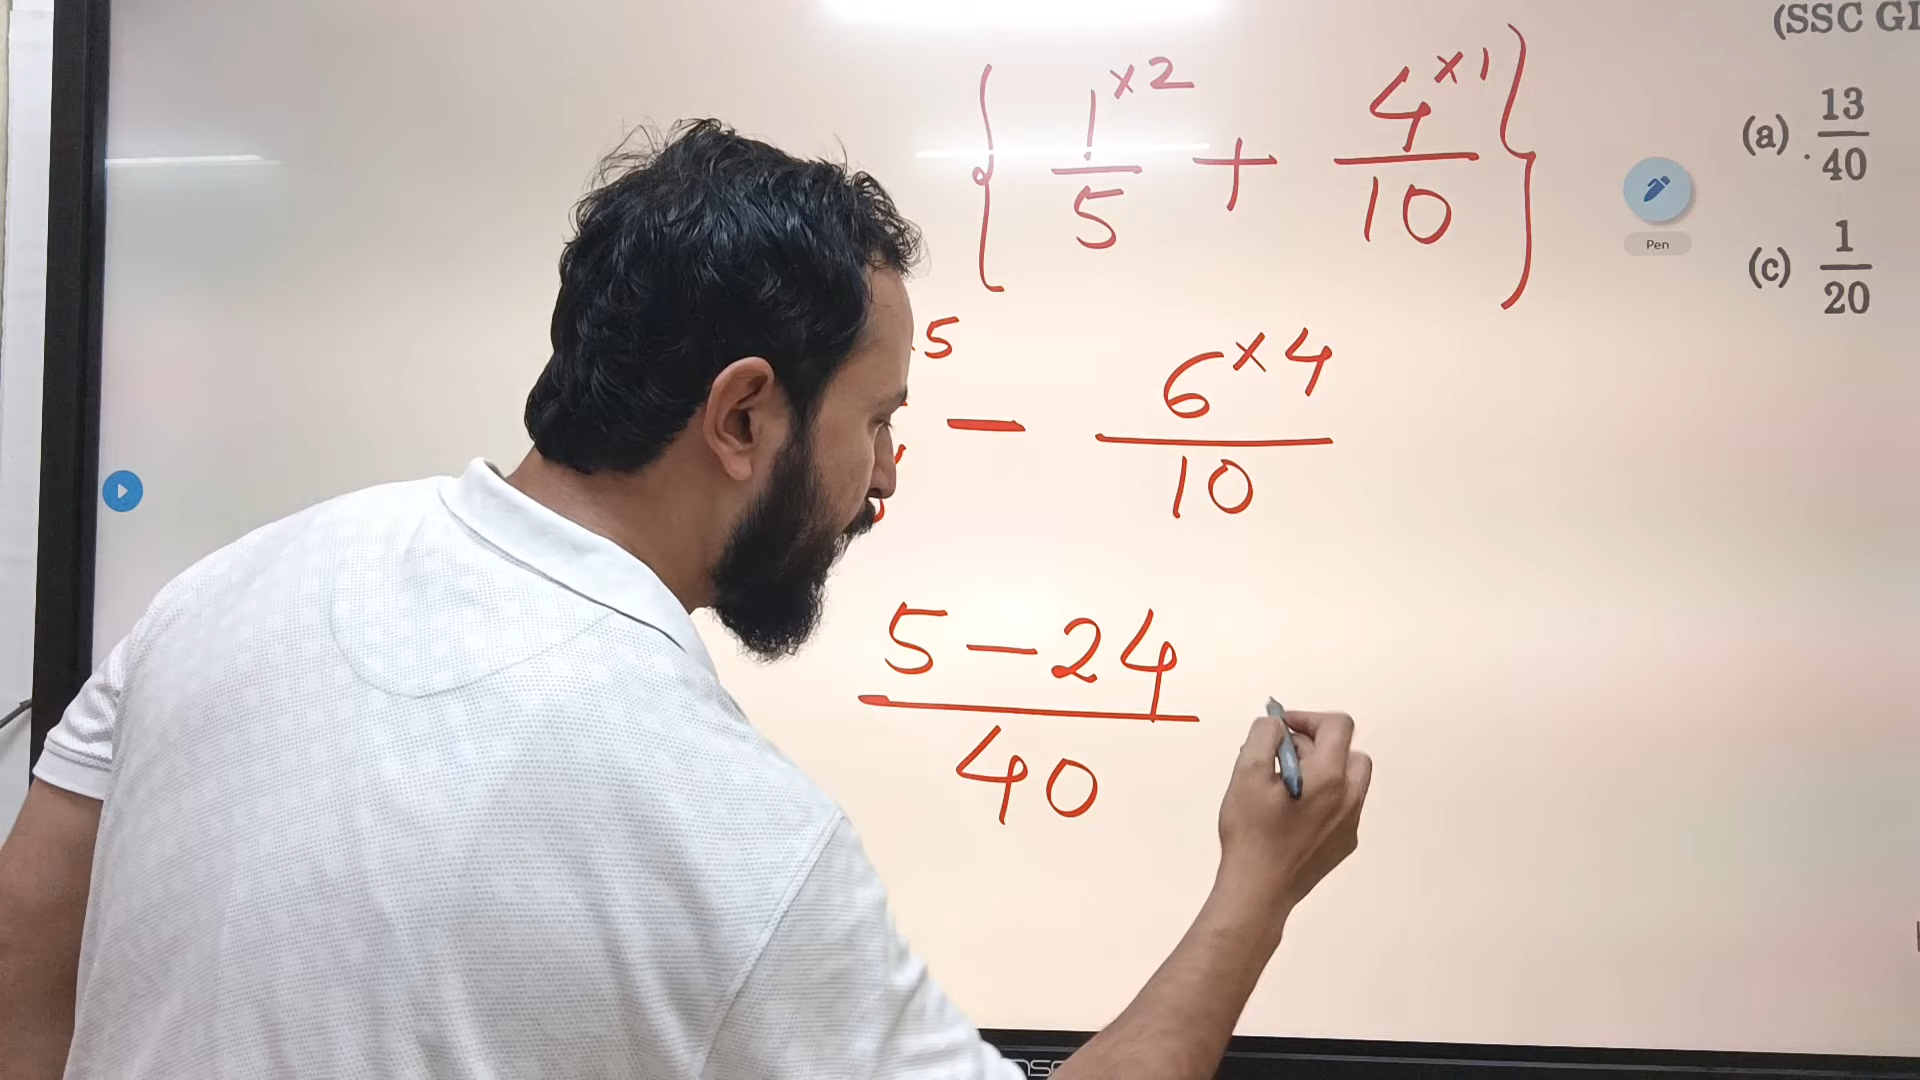 (SSC GD
{ 1×2/5 + 4×1/10 }
(a) 13/40
Pen
(c) 1/20
5
− 6×4/10
5−24/40